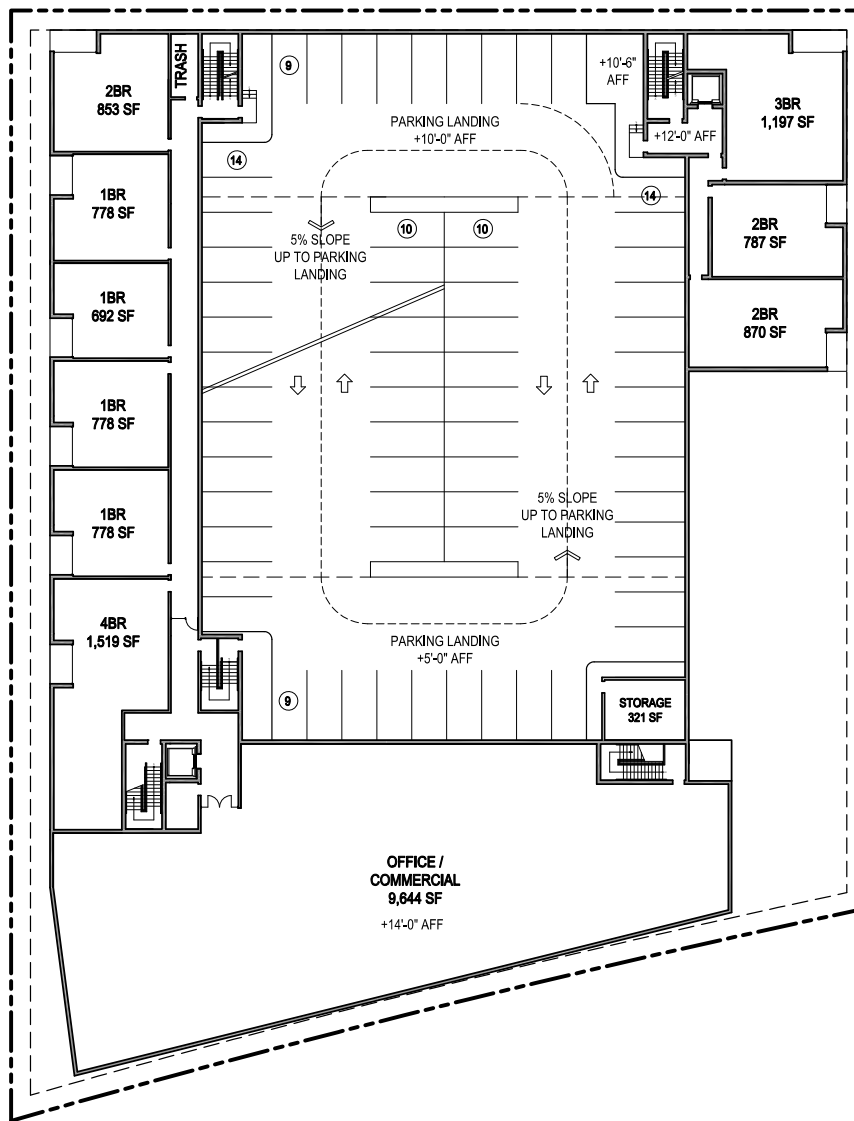 TRASH
9
+10'-6"
AFF
2BR
853 SF
3BR
1,197 SF
PARKING LANDING
+10'-0" AFF
+12'-0" AFF
14
14
1BR
778 SF
10
10
2BR
787 SF
5% SLOPE
UP TO PARKING
LANDING
1BR
692 SF
2BR
870 SF
1BR
778 SF
1BR
778 SF
5% SLOPE
UP TO PARKING
LANDING
4BR
1,519 SF
PARKING LANDING
+5'-0" AFF
9
STORAGE
321 SF
OFFICE /
COMMERCIAL
9,644 SF
+14'-0" AFF